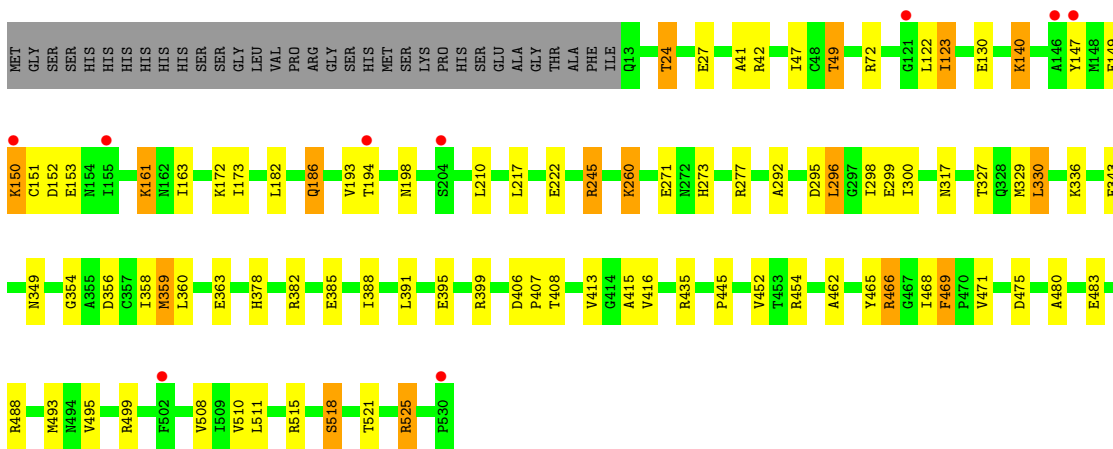 MET GLY SER SER HIS HIS HIS HIS HIS HIS SER SER GLY LEU VAL PRO ARG GLY SER HIS MET SER LYS PRO HIS SER GLU ALA GLY THR ALA PHE ILE Q13 T24 E27 A41 R42 I47 C48 T49 R72 G121 L122 I123 E130 K140 A146 Y147 M148
K150 C151 D152 E153 N154 I155 K161 N162 I163 K172 I173 L182 Q186 V193 T194 N198 S204 L210 L217 E222 R245 K260 E271 N272 H273 R277 A292 D295 L296 G297 I298 E299 I300 N317 T327 Q328 M329 L330 K336
N349 G354 A355 D356 C357 I358 M359 L360 E363 H378 R382 E385 I388 L391 E395 R399 D406 P407 T408 V413 G414 A415 V416 R435 P445 V452 T453 R454 A462 Y465 R466 G467 I468 F469 P470 V471 D475 A480 E483
R488 M493 N494 V495 R499 F502 V508 I509 V510 L511 R515 S518 T521 R525 P530